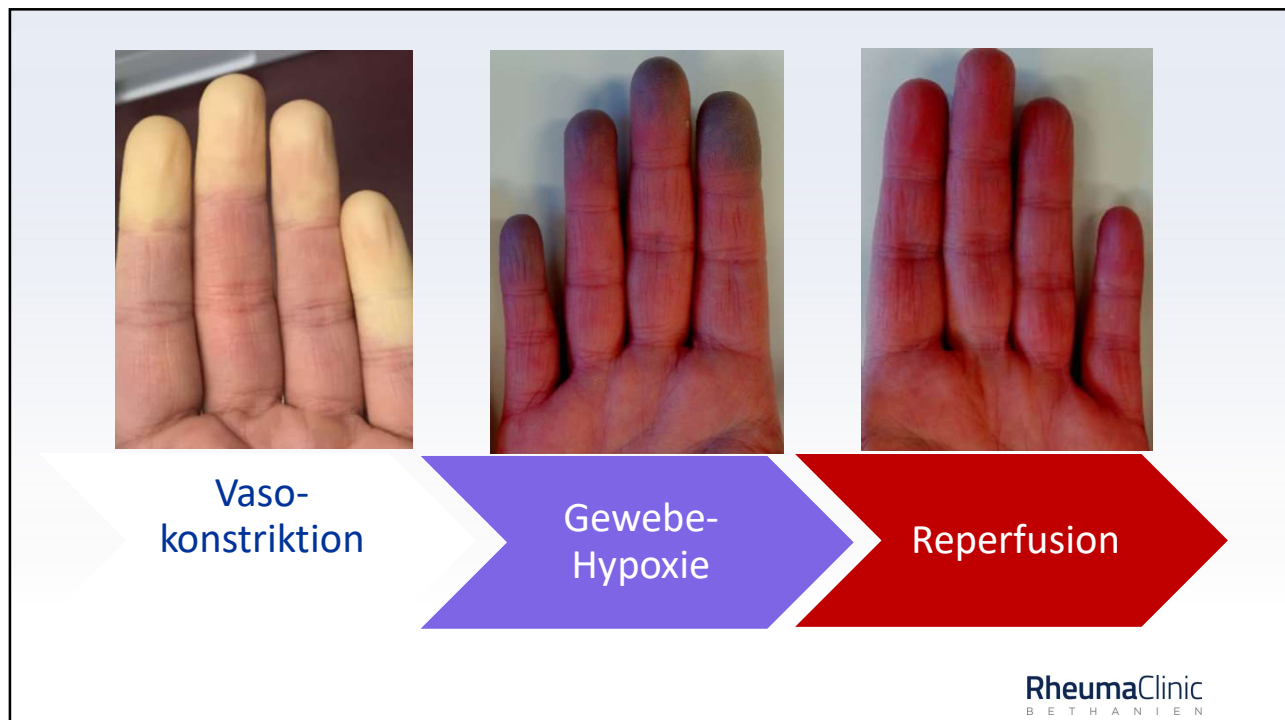 Vaso-
konstriktion
Gewebe-
Hypoxie
Reperfusion
RheumaClinic
BETHANIEN